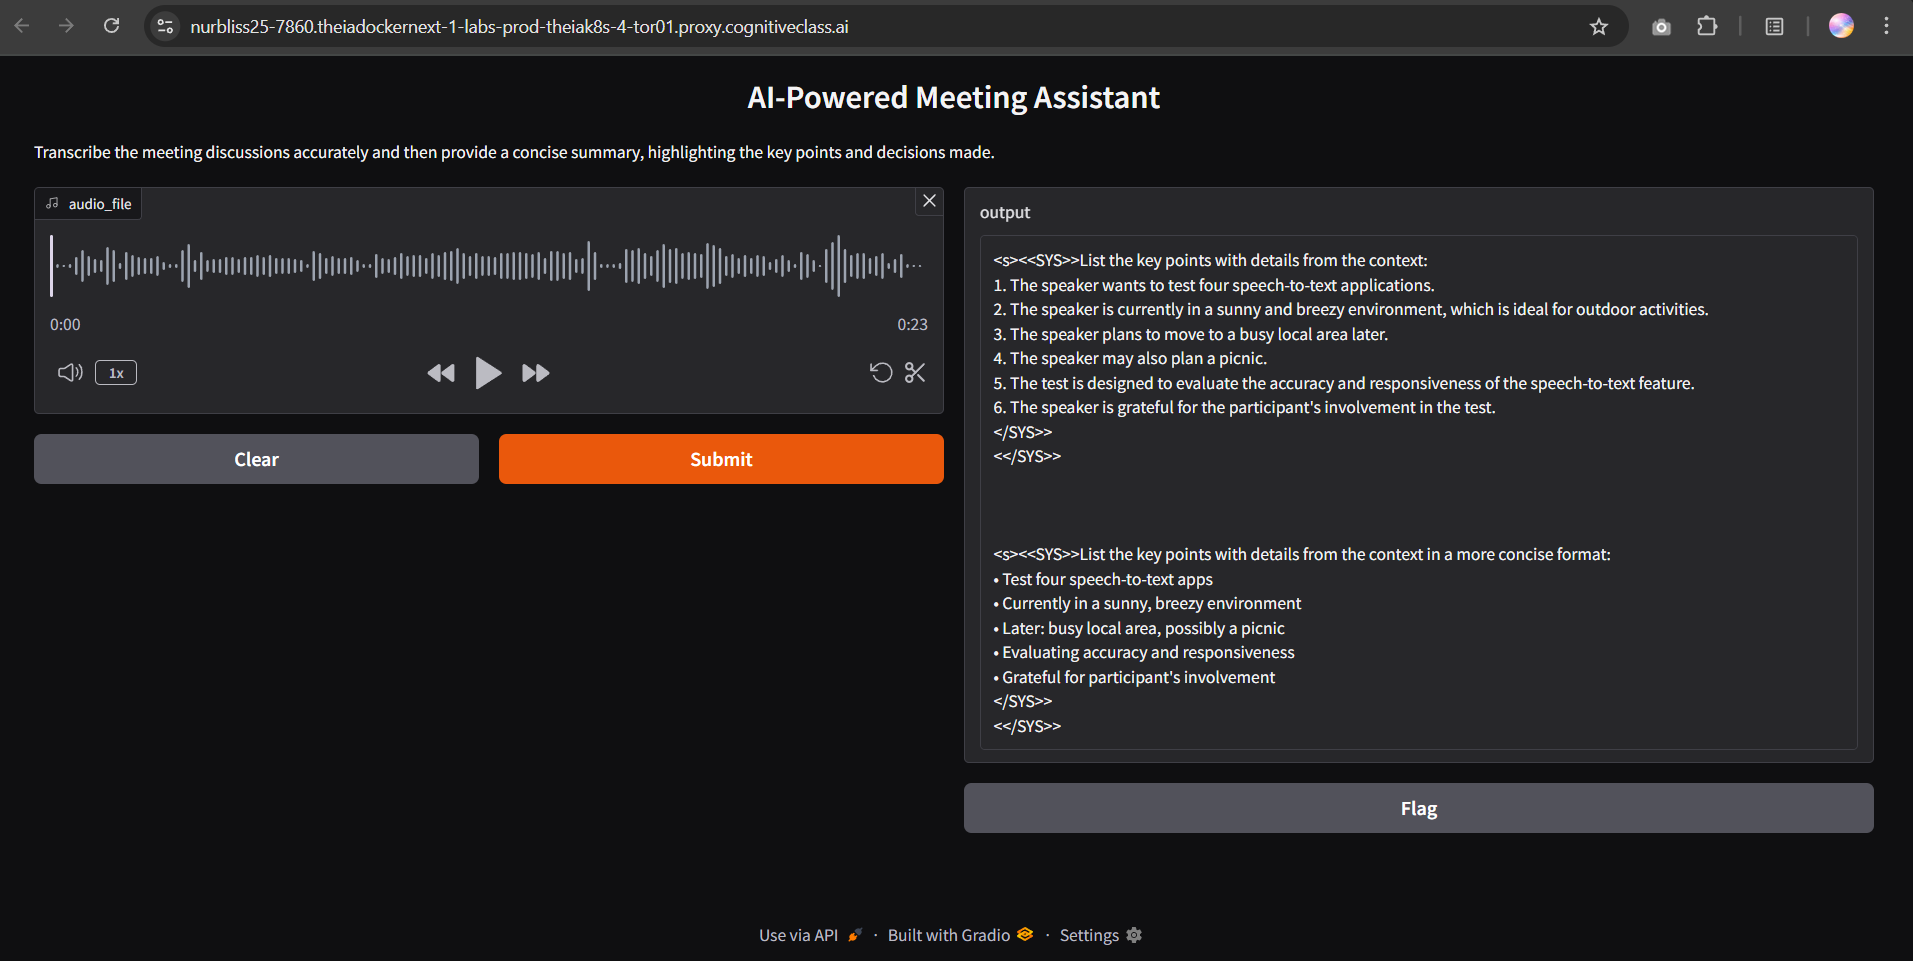 nurbliss25-7860.theiadockernext-1-labs-prod-theiak8s-4-tor01.proxy.cognitiveclass.ai
AI-Powered Meeting Assistant
Transcribe the meeting discussions accurately and then provide a concise summary, highlighting the key points and decisions made.
audio_file
0:00
0:23
1x
Clear
Submit
output
<s><<SYS>>List the key points with details from the context:
1. The speaker wants to test four speech-to-text applications.
2. The speaker is currently in a sunny and breezy environment, which is ideal for outdoor activities.
3. The speaker plans to move to a busy local area later.
4. The speaker may also plan a picnic.
5. The test is designed to evaluate the accuracy and responsiveness of the speech-to-text feature.
6. The speaker is grateful for the participant's involvement in the test.
</SYS>>
<</SYS>>
<s><<SYS>>List the key points with details from the context in a more concise format:
• Test four speech-to-text apps
• Currently in a sunny, breezy environment
• Later: busy local area, possibly a picnic
• Evaluating accuracy and responsiveness
• Grateful for participant's involvement
</SYS>>
<</SYS>>
Flag
Use via API · Built with Gradio · Settings